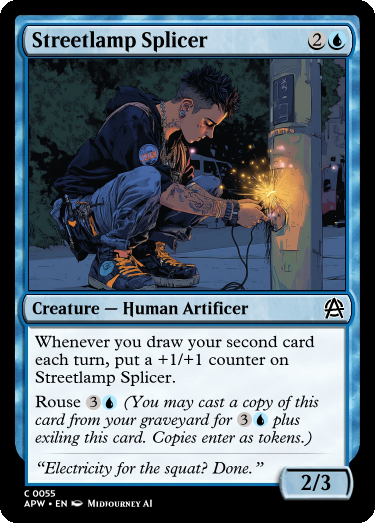 Streetlamp Splicer 2
Creature — Human Artificer
Whenever you draw your second card
each turn, put a +1/+1 counter on
Streetlamp Splicer.
Rouse 3 (You may cast a copy of this
card from your graveyard for 3 plus
exiling this card. Copies enter as tokens.)
“Electricity for the squat? Done.”
2/3
C 0055
APW • EN Midjourney AI